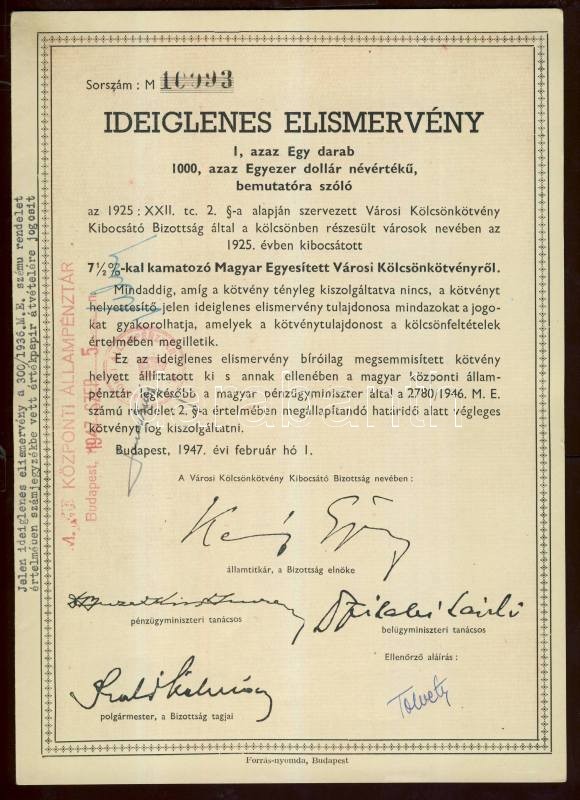 Sorszám : M 10993
IDEIGLENES ELISMERVÉNY
1, azaz Egy darab
1000, azaz Egyezer dollár névértékű,
bemutatóra szóló
az 1925 : XXII. tc. 2. §-a alapján szervezett Városi Kölcsönkötvény
Kibocsátó Bizottság által a kölcsönben részesült városok nevében az
1925. évben kibocsátott
7½%-kal kamatozó Magyar Egyesített Városi Kölcsönkötvényről.
Mindaddig, amíg a kötvény tényleg kiszolgáltatva nincs, a kötvényt
helyettesítő jelen ideiglenes elismervény tulajdonosa mindazokat a jogo-
kat gyakorolhatja, amelyek a kötvénytulajdonost a kölcsönfeltételek
értelmében megilletik.
Ez az ideiglenes elismervény bíróilag megsemmisített kötvény
helyett állíttatott ki s annak ellenében a magyar központi állam-
pénztár legkésőbb a magyar pénzügyminiszter által a 2780/1946. M. E.
számú rendelet 2. §-a értelmében megállapítandó határidő alatt végleges
kötvényt fog kiszolgáltatni.
Budapest, 1947. évi február hó 1.
A Városi Kölcsönkötvény Kibocsátó Bizottság nevében :
államtitkár, a Bizottság elnöke
pénzügyminiszteri tanácsos
László
belügyminiszteri tanácsos
Ellenőrző aláírás :
polgármester, a Bizottság tagjai
Forrás-nyomda, Budapest
Jelen ideiglenes elismervény a 300/1936.M.E. számu rendelet
értelmében számjegyzékbe vett értékpapir átvételére jogosit
KÖZPONTI ÁLLAMPÉNZTÁR
Budapest,
darabanth